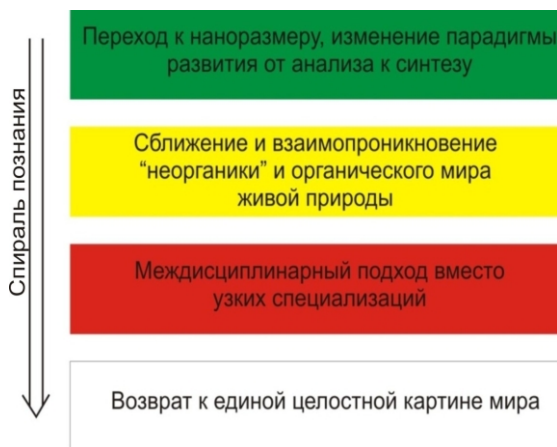 Спираль познания
Переход к наноразмеру, изменение парадигмы
развития от анализа к синтезу
Сближение и взаимопроникновение
“неорганики” и органического мира
живой природы
Междисциплинарный подход вместо
узких специализаций
Возврат к единой целостной картине мира